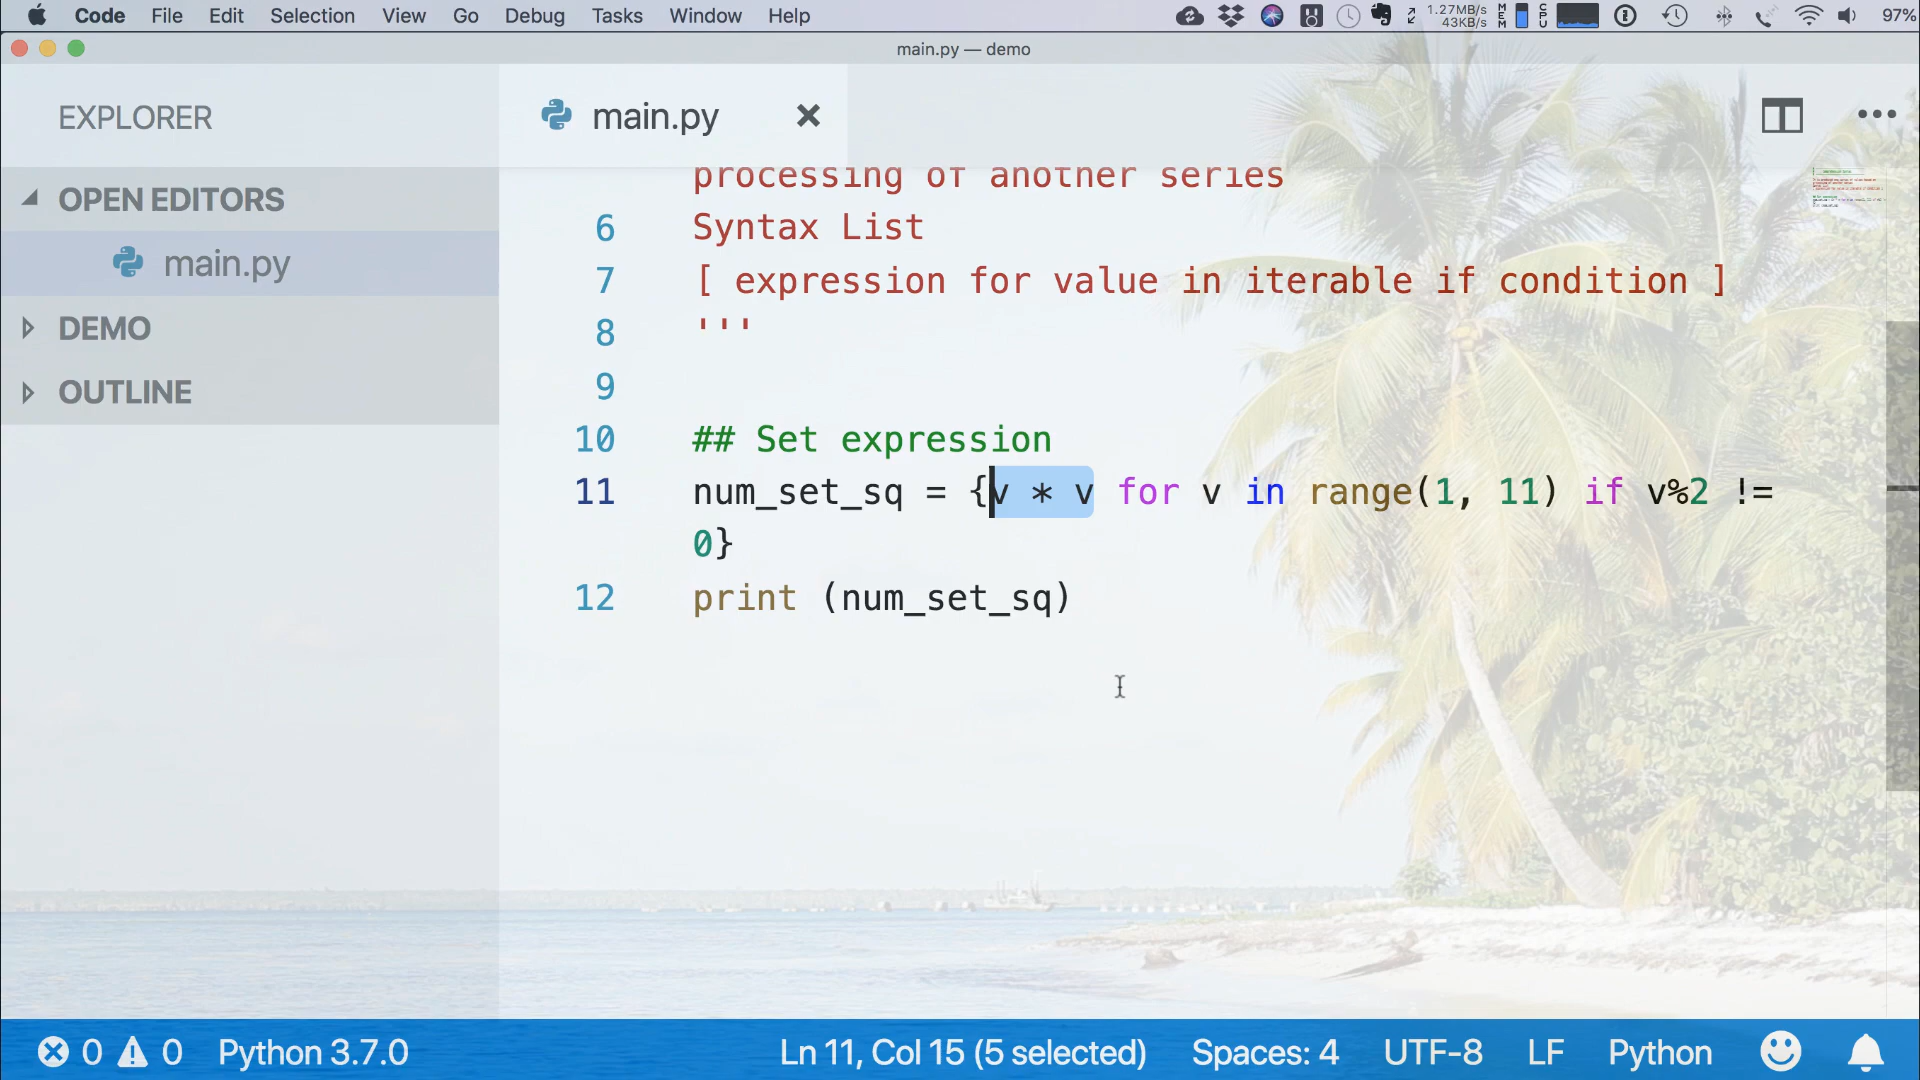 Code File Edit Selection View Go Debug Tasks Window Help 1.27MB/s 43KB/s MEM CPU 97%
main.py — demo
EXPLORER
main.py
OPEN EDITORS
main.py
DEMO
OUTLINE
processing of another series
6 Syntax List
7 [ expression for value in iterable if condition ]
8 '''
9
10 ## Set expression
11 num_set_sq = {v * v for v in range(1, 11) if v%2 !=
0}
12 print (num_set_sq)
0 0 Python 3.7.0 Ln 11, Col 15 (5 selected) Spaces: 4 UTF-8 LF Python